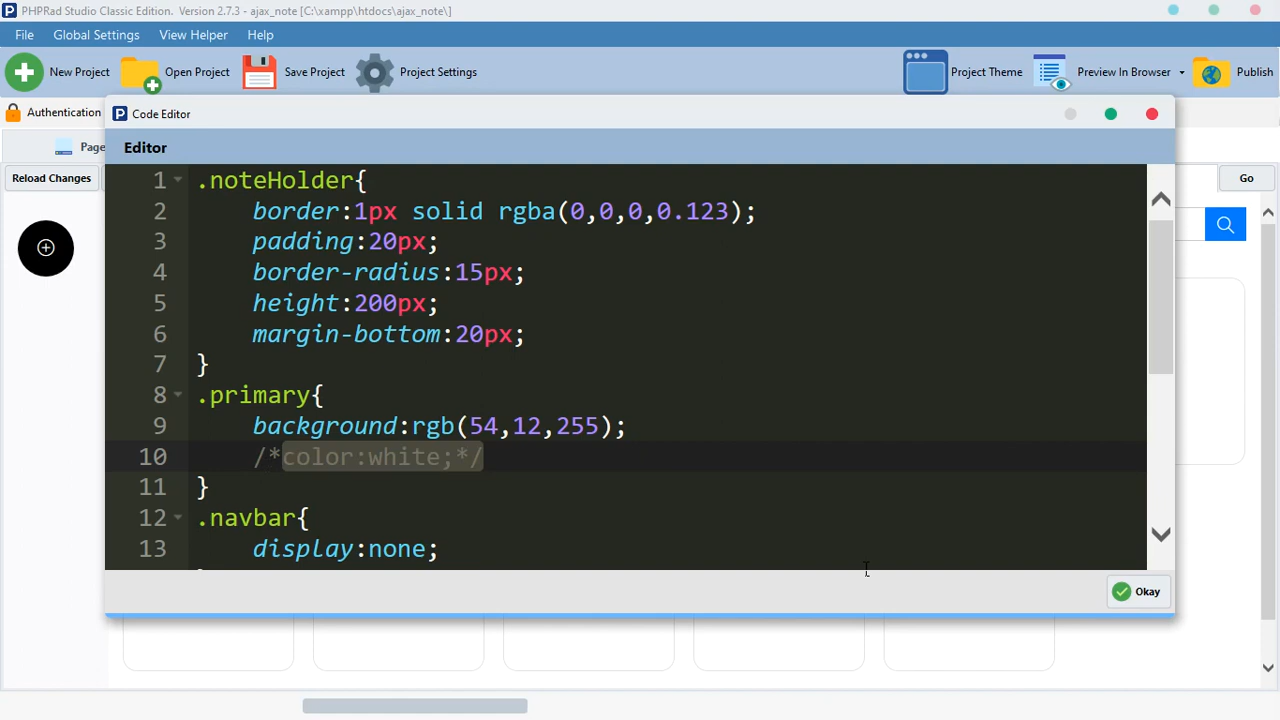 PHPRad Studio Classic Edition. Version 2.7.3 - ajax_note [C:\xampp\htdocs\ajax_note\]
File Global Settings View Helper Help
New Project Open Project Save Project Project Settings Project Theme Preview In Browser Publish
Authentication
Code Editor
Page
Editor
Reload Changes
Go
1 .noteHolder{
2 border:1px solid rgba(0,0,0,0.123);
3 padding:20px;
4 border-radius:15px;
5 height:200px;
6 margin-bottom:20px;
7 }
8 .primary{
9 background:rgb(54,12,255);
10 /*color:white;*/
11 }
12 .navbar{
13 display:none;
Okay